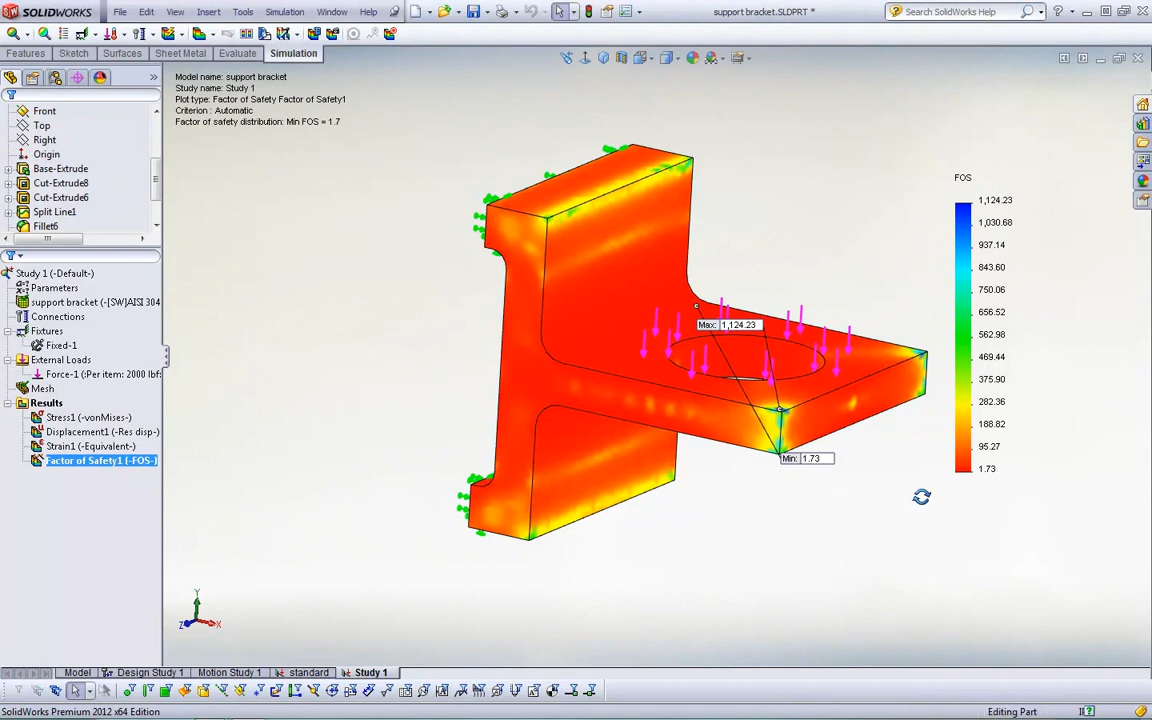 SOLIDWORKS
File Edit View Insert Tools Simulation Window Help
support bracket.SLDPRT *
Search SolidWorks Help
Features Sketch Surfaces Sheet Metal Evaluate Simulation
Model name: support bracket
Study name: Study 1
Plot type: Factor of Safety Factor of Safety1
Criterion : Automatic
Factor of safety distribution: Min FOS = 1.7
Front
Top
Right
Origin
Base-Extrude
Cut-Extrude8
Cut-Extrude6
Split Line1
Fillet6
Study 1 (-Default-)
Parameters
support bracket (-[SW]AISI 304
Connections
Fixtures
Fixed-1
External Loads
Force-1 (:Per item: 2000 lbf:
Mesh
Results
Stress1 (-vonMises-)
Displacement1 (-Res disp-)
Strain1 (-Equivalent-)
Factor of Safety1 (-FOS-)
Max: 1,124.23
Min: 1.73
FOS
1,124.23
1,030.68
937.14
843.60
750.06
656.52
562.98
469.44
375.90
282.36
188.82
95.27
1.73
Y
Z X
Model Design Study 1 Motion Study 1 standard Study 1
SolidWorks Premium 2012 x64 Edition
Editing Part